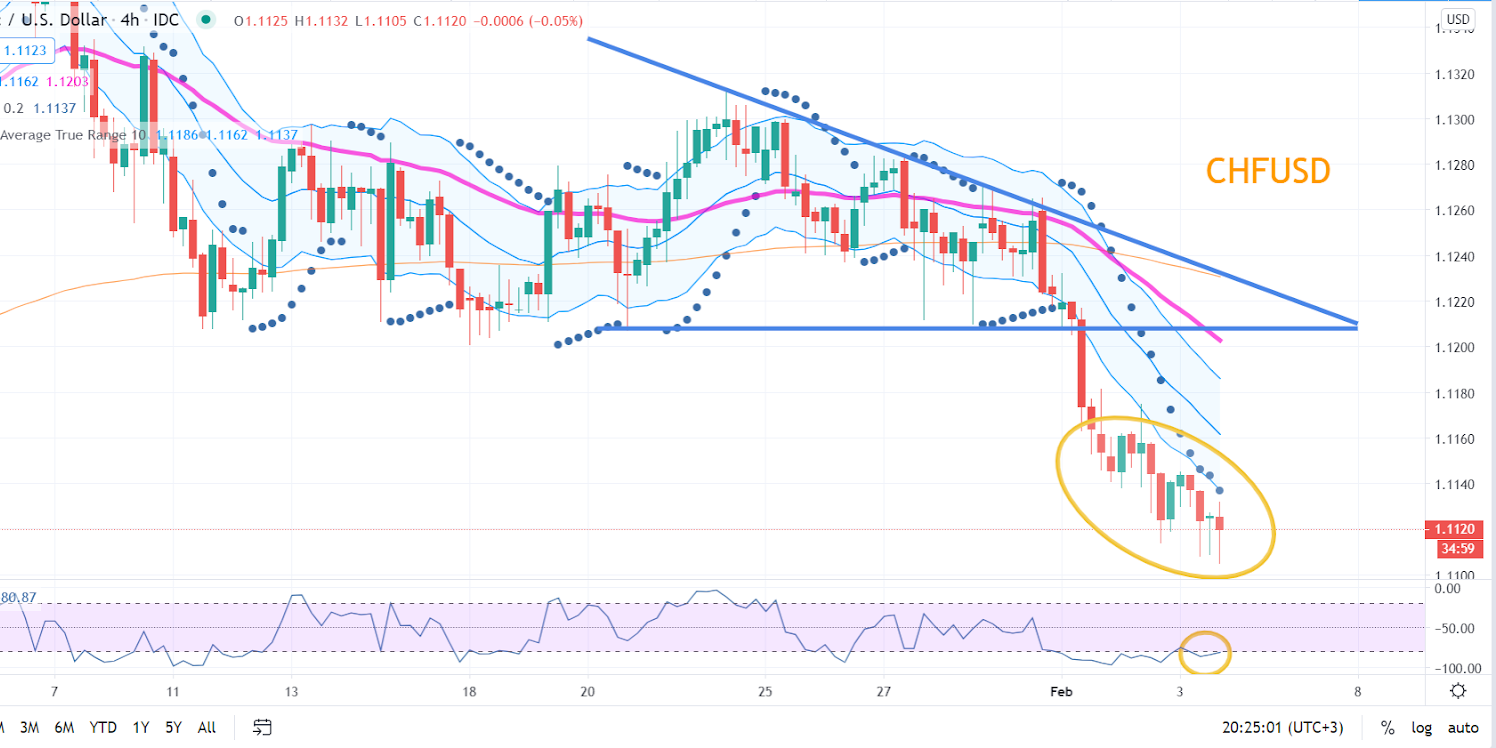 / U.S. Dollar · 4h · IDC O1.1125 H1.1132 L1.1105 C1.1120 −0.0006 (−0.05%)
USD
1.1123
1.1162 1.1203
0.2 1.1137
Average True Range 10 1.1186 1.1162 1.1137
CHFUSD
1.1320
1.1300
1.1280
1.1260
1.1240
1.1220
1.1200
1.1180
1.1160
1.1140
1.1120
34:59
1.1100
80.87
0.00
−50.00
−100.00
7 11 13 18 20 25 27 Feb 3 8
3M 6M YTD 1Y 5Y All
20:25:01 (UTC+3) % log auto